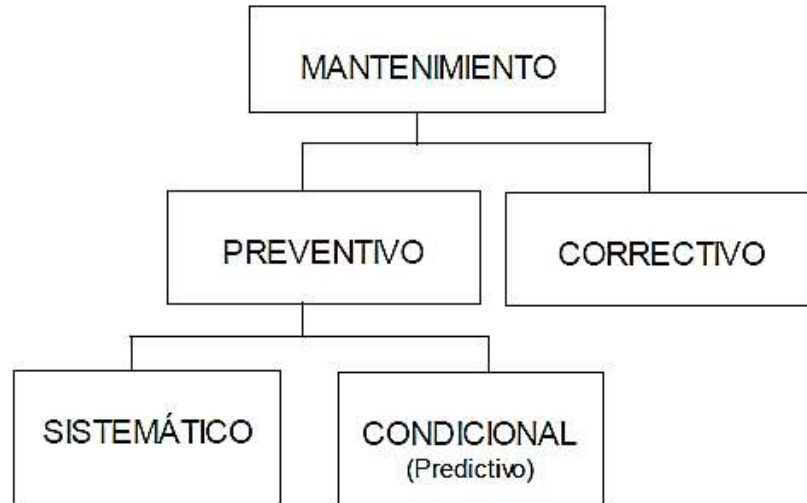 MANTENIMIENTO
PREVENTIVO
CORRECTIVO
SISTEMÁTICO
CONDICIONAL
(Predictivo)